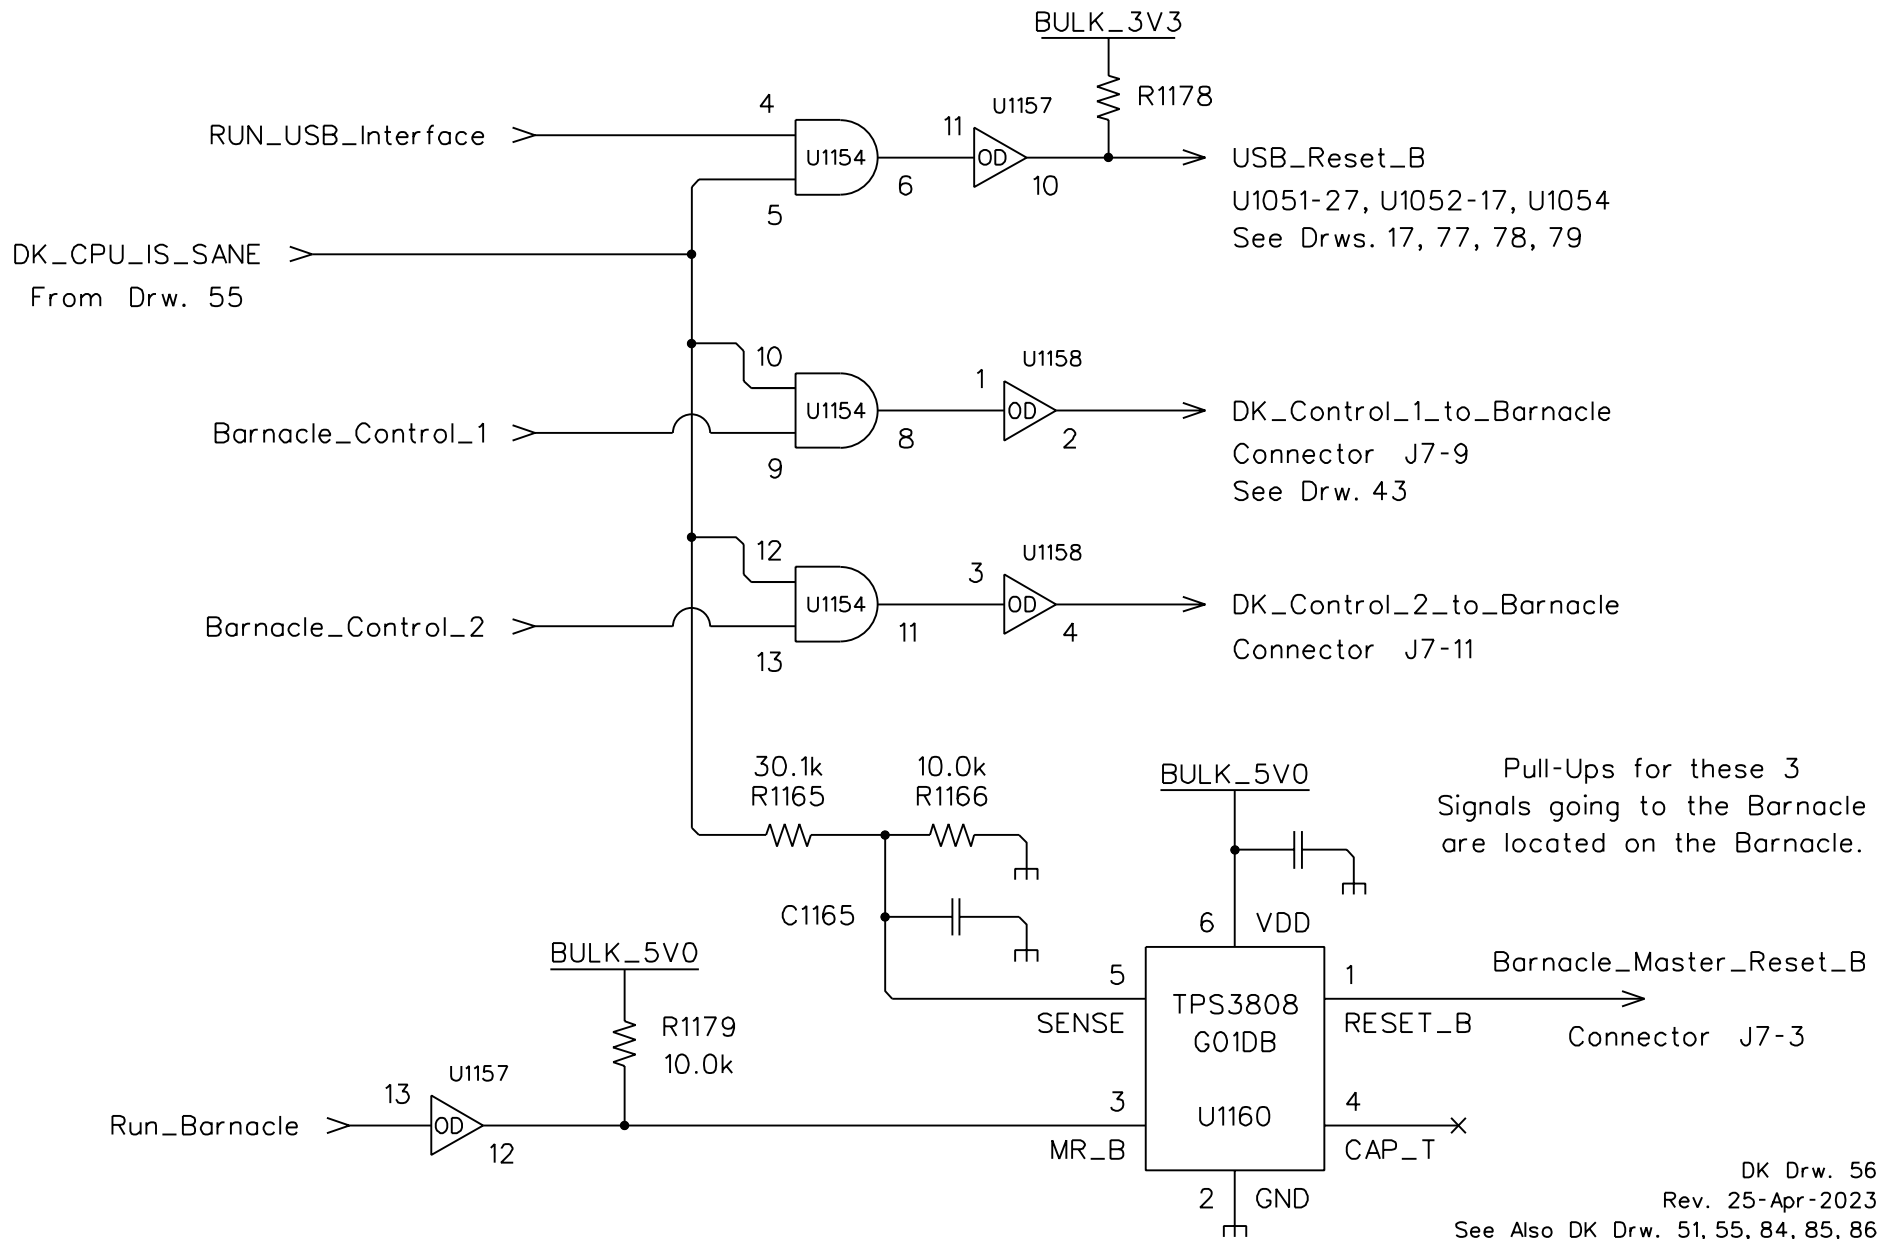 BULK_3V3
R1178
4
U1157
11
RUN_USB_Interface
U1154
OD
USB_Reset_B
6
10
5
U1051-27, U1052-17, U1054
See Drws. 17, 77, 78, 79
DK_CPU_IS_SANE
From Drw. 55
10
U1158
1
U1154
OD
DK_Control_1_to_Barnacle
Barnacle_Control_1
8
2
9
Connector J7-9
See Drw. 43
12
U1158
3
U1154
OD
DK_Control_2_to_Barnacle
Barnacle_Control_2
11
4
13
Connector J7-11
30.1k
R1165
10.0k
R1166
BULK_5V0
Pull-Ups for these 3
Signals going to the Barnacle
are located on the Barnacle.
C1165
6 VDD
BULK_5V0
5
SENSE
TPS3808
G01DB
1
RESET_B
Barnacle_Master_Reset_B
Connector J7-3
R1179
10.0k
U1157
13
Run_Barnacle
OD
12
3
MR_B
U1160
4
CAP_T
2 GND
DK Drw. 56
Rev. 25-Apr-2023
See Also DK Drw. 51, 55, 84, 85, 86